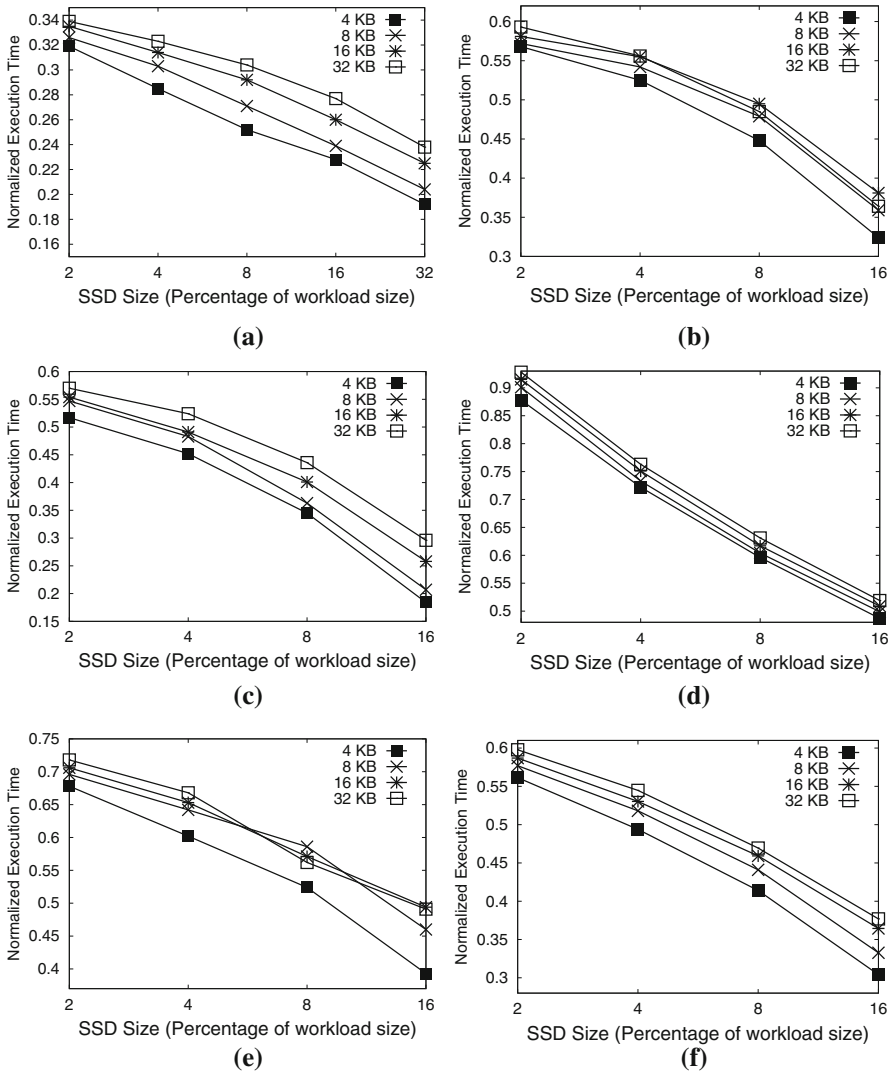 0.34
0.32
0.3
0.28
0.26
0.24
0.22
0.2
0.18
0.16
Normalized Execution Time
4 KB
8 KB
16 KB
32 KB
2 4 8 16 32
SSD Size (Percentage of workload size)
(a)
0.6
0.55
0.5
0.45
0.4
0.35
0.3
Normalized Execution Time
4 KB
8 KB
16 KB
32 KB
2 4 8 16
SSD Size (Percentage of workload size)
(b)
0.6
0.55
0.5
0.45
0.4
0.35
0.3
0.25
0.2
0.15
Normalized Execution Time
4 KB
8 KB
16 KB
32 KB
2 4 8 16
SSD Size (Percentage of workload size)
(c)
0.9
0.85
0.8
0.75
0.7
0.65
0.6
0.55
0.5
Normalized Execution Time
4 KB
8 KB
16 KB
32 KB
2 4 8 16
SSD Size (Percentage of workload size)
(d)
0.75
0.7
0.65
0.6
0.55
0.5
0.45
0.4
Normalized Execution Time
4 KB
8 KB
16 KB
32 KB
2 4 8 16
SSD Size (Percentage of workload size)
(e)
0.6
0.55
0.5
0.45
0.4
0.35
0.3
Normalized Execution Time
4 KB
8 KB
16 KB
32 KB
2 4 8 16
SSD Size (Percentage of workload size)
(f)